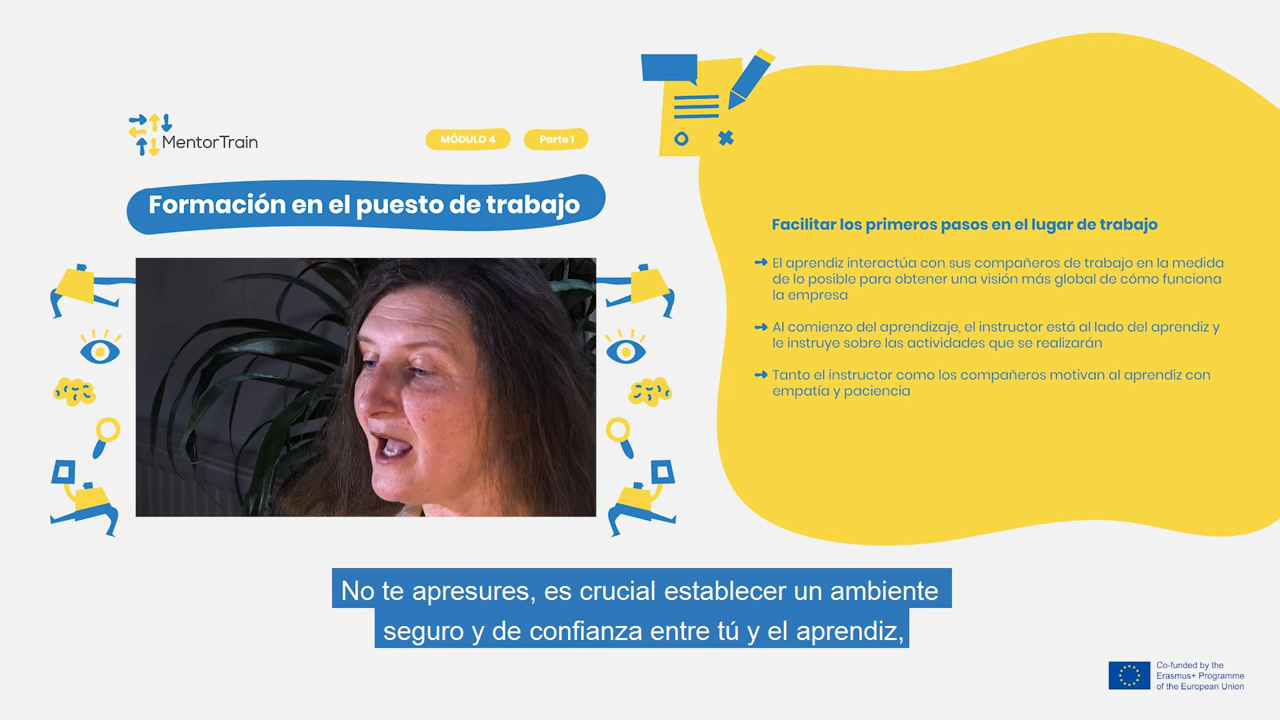 MentorTrain
MÓDULO 4
Parte 1
Formación en el puesto de trabajo
Facilitar los primeros pasos en el lugar de trabajo
El aprendiz interactúa con sus compañeros de trabajo en la medida
de lo posible para obtener una visión más global de cómo funciona
la empresa
Al comienzo del aprendizaje, el instructor está al lado del aprendiz y
le instruye sobre las actividades que se realizarán
Tanto el instructor como los compañeros motivan al aprendiz con
empatía y paciencia
No te apresures, es crucial establecer un ambiente
seguro y de confianza entre tú y el aprendiz,
Co-funded by the
Erasmus+ Programme
of the European Union